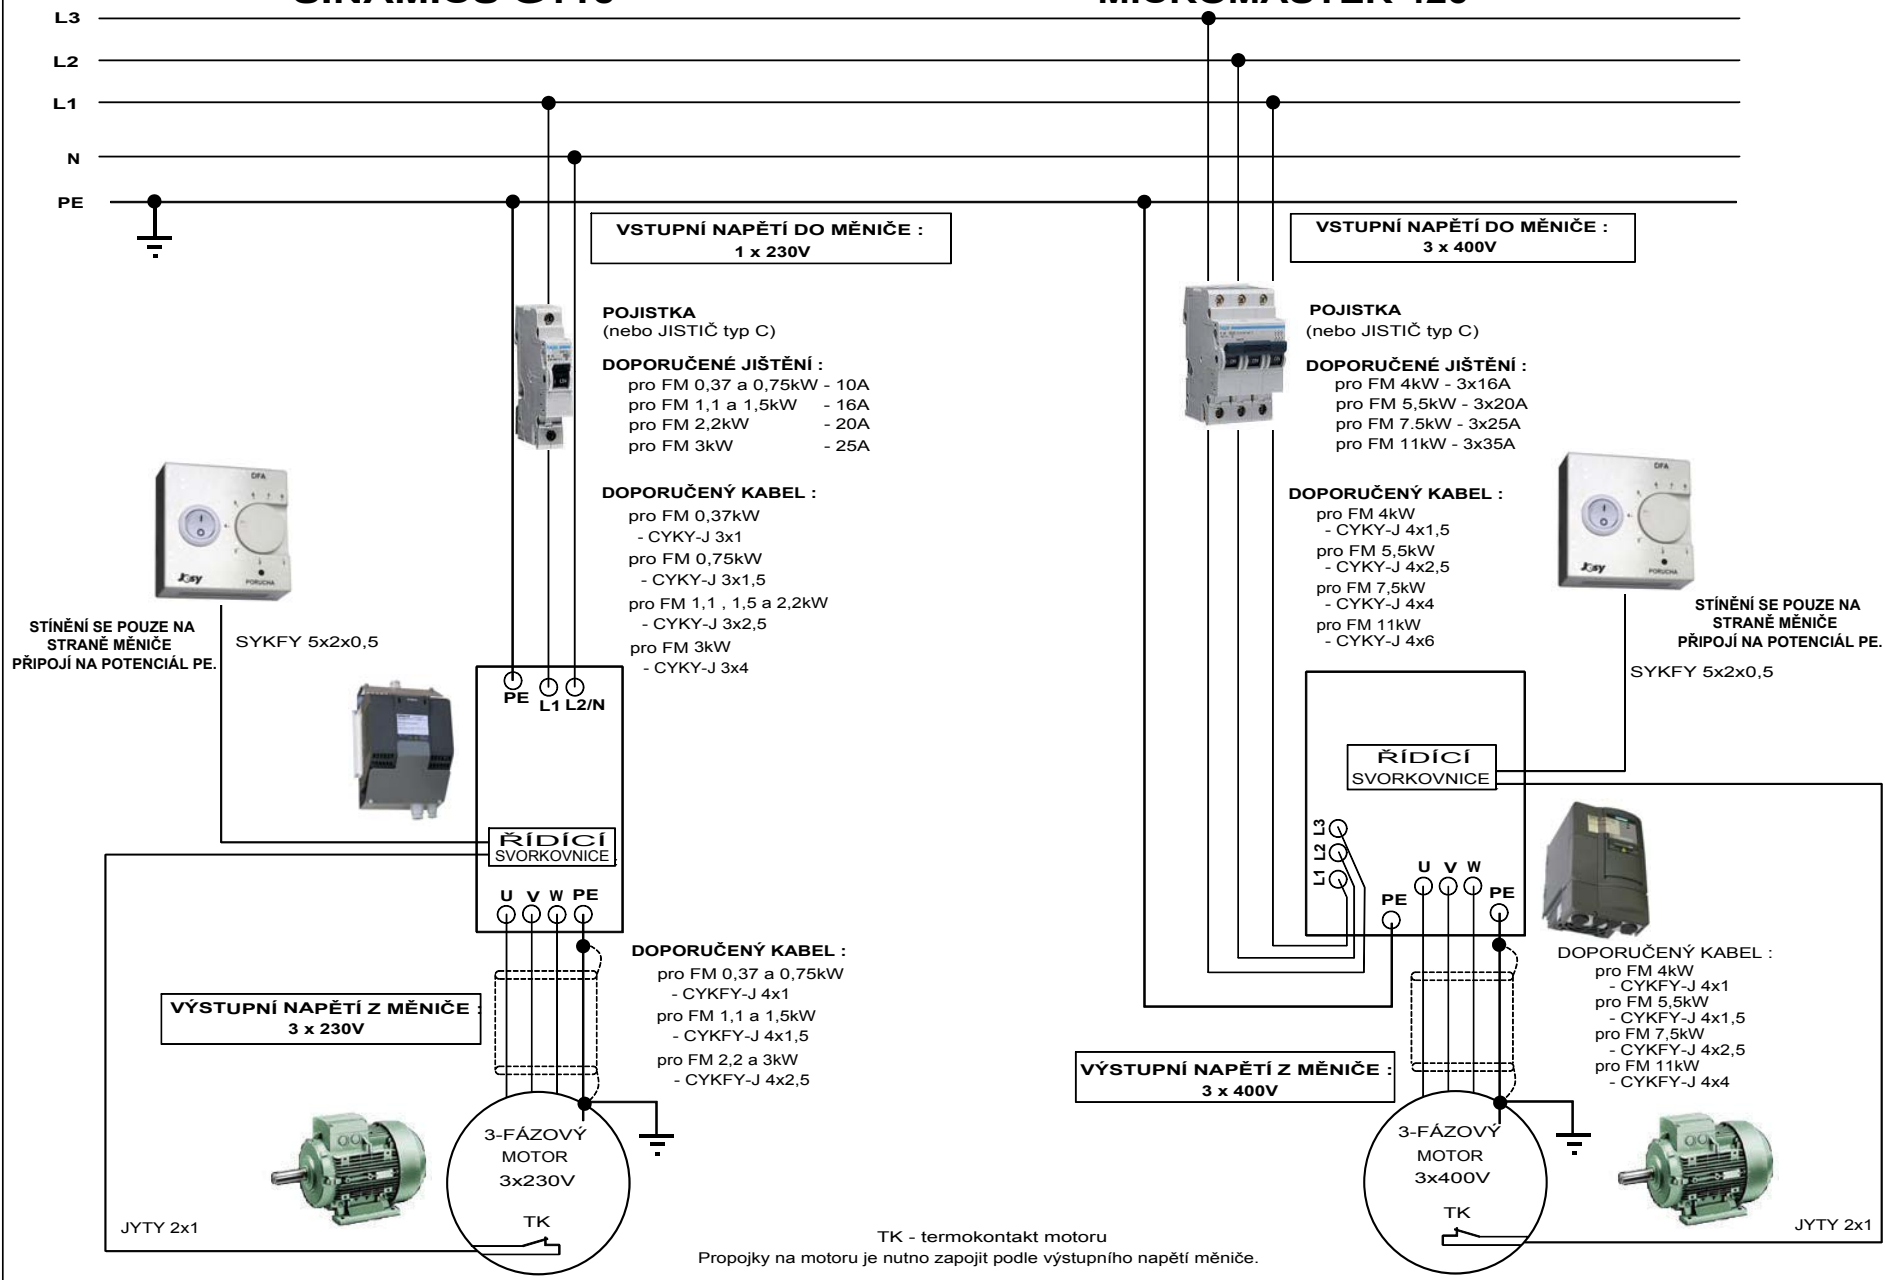 L3
L2
L1
N
PE
VSTUPNÍ NAPĚTÍ DO MĚNIČE :
1 x 230V
POJISTKA
(nebo JISTIČ typ C)
DOPORUČENÉ JIŠTĚNÍ :
pro FM 0,37 a 0,75kW - 10A
pro FM 1,1 a 1,5kW - 16A
pro FM 2,2kW - 20A
pro FM 3kW - 25A
DOPORUČENÝ KABEL :
pro FM 0,37kW
- CYKY-J 3x1
pro FM 0,75kW
- CYKY-J 3x1,5
pro FM 1,1 , 1,5 a 2,2kW
- CYKY-J 3x2,5
pro FM 3kW
- CYKY-J 3x4
DFA
Josy
PORUCHA
STÍNĚNÍ SE POUZE NA
STRANĚ MĚNIČE
PŘIPOJÍ NA POTENCIÁL PE.
SYKFY 5x2x0,5
PE
L1 L2/N
ŘÍDÍCÍ
SVORKOVNICE
U V W PE
DOPORUČENÝ KABEL :
pro FM 0,37 a 0,75kW
- CYKFY-J 4x1
pro FM 1,1 a 1,5kW
- CYKFY-J 4x1,5
pro FM 2,2 a 3kW
- CYKFY-J 4x2,5
VÝSTUPNÍ NAPĚTÍ Z MĚNIČE :
3 x 230V
3-FÁZOVÝ
MOTOR
3x230V
TK
JYTY 2x1
VSTUPNÍ NAPĚTÍ DO MĚNIČE :
3 x 400V
POJISTKA
(nebo JISTIČ typ C)
DOPORUČENÉ JIŠTĚNÍ :
pro FM 4kW - 3x16A
pro FM 5,5kW - 3x20A
pro FM 7.5kW - 3x25A
pro FM 11kW - 3x35A
DOPORUČENÝ KABEL :
pro FM 4kW
- CYKY-J 4x1,5
pro FM 5,5kW
- CYKY-J 4x2,5
pro FM 7,5kW
- CYKY-J 4x4
pro FM 11kW
- CYKY-J 4x6
DFA
Josy
PORUCHA
STÍNĚNÍ SE POUZE NA
STRANĚ MĚNIČE
PŘIPOJÍ NA POTENCIÁL PE.
SYKFY 5x2x0,5
ŘÍDÍCÍ
SVORKOVNICE
L3
L2
L1
PE
U V W
PE
DOPORUČENÝ KABEL :
pro FM 4kW
- CYKFY-J 4x1
pro FM 5,5kW
- CYKFY-J 4x1,5
pro FM 7,5kW
- CYKFY-J 4x2,5
pro FM 11kW
- CYKFY-J 4x4
VÝSTUPNÍ NAPĚTÍ Z MĚNIČE :
3 x 400V
3-FÁZOVÝ
MOTOR
3x400V
TK
JYTY 2x1
TK - termokontakt motoru
Propojky na motoru je nutno zapojit podle výstupního napětí měniče.